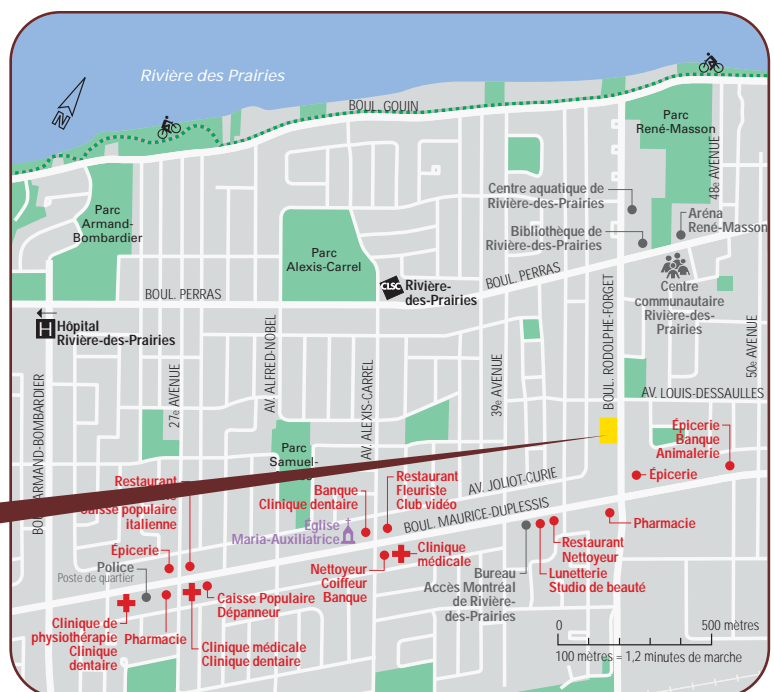 Rivière des Prairies
N
BOUL. GOUIN
Parc
René-Masson
48e AVENUE
Centre aquatique de
Rivière-des-Prairies
Bibliothèque de
Rivière-des-Prairies
Aréna
René-Masson
Parc
Armand-
Bombardier
Parc
Alexis-Carrel
CLSC
Rivière-
des-Prairies
BOUL. PERRAS
BOUL. PERRAS
Centre
communautaire
Rivière-des-
Prairies
H
Hôpital
Rivière-des-Prairies
BOUL. RODOLPHE-FORGET
50e AVENUE
AV. ALFRED-NOBEL
27e AVENUE
AV. ALEXIS-CARREL
39e AVENUE
AV. LOUIS-DESSAULLES
ARMAND-BOMBARDIER
Parc
Samuel-
Épicerie
Banque
Animalerie
Épicerie
Restaurant
populaire
italienne
Banque
Clinique dentaire
Restaurant
Fleuriste
Club vidéo
AV. JOLIOT-CURIE
BOUL. MAURICE-DUPLESSIS
Église
Maria-Auxiliatrice
Pharmacie
Épicerie
Police
Poste de quartier
Nettoyeur
Coiffeur
Banque
Clinique
médicale
Restaurant
Nettoyeur
Bureau
Accès Montréal
de Rivière-
des-Prairies
Lunetterie
Studio de beauté
Caisse Populaire
Dépanneur
Clinique de
physiothérapie
Clinique
dentaire
Pharmacie
Clinique médicale
Clinique dentaire
0 500 mètres
100 mètres = 1,2 minutes de marche